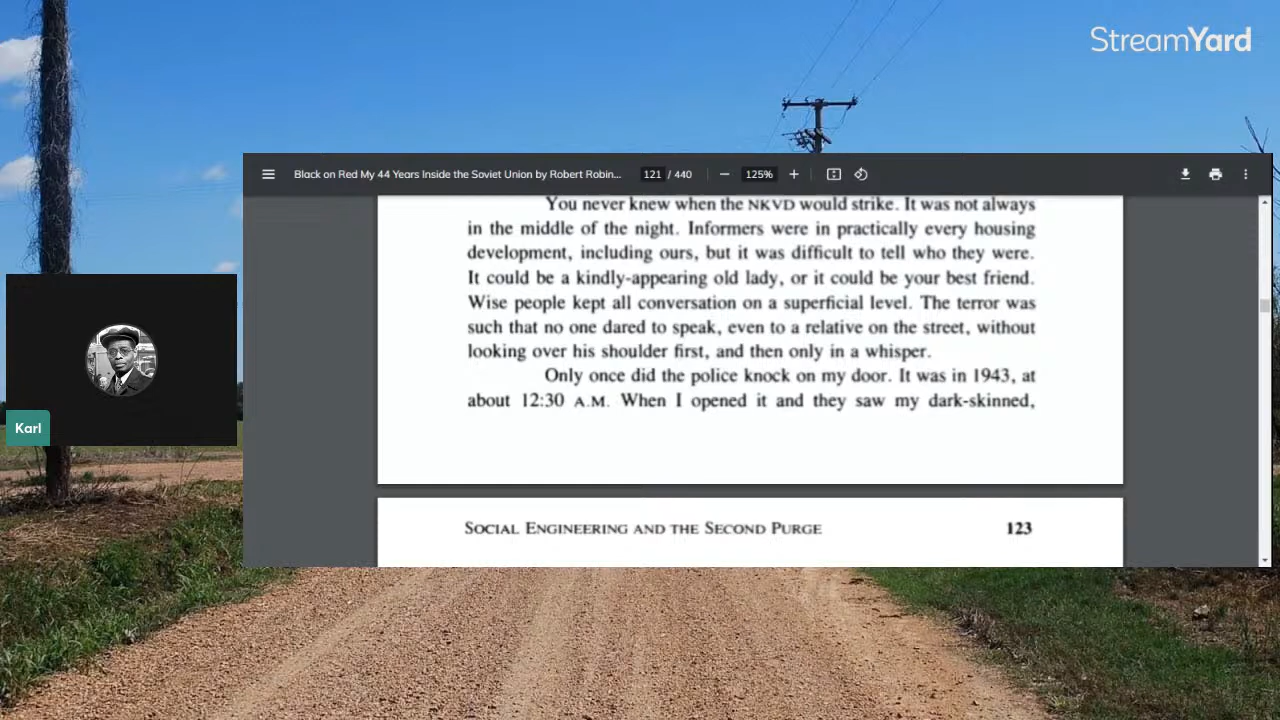 StreamYard
Black on Red My 44 Years Inside the Soviet Union by Robert Robin...
121 / 440
125%
You never knew when the NKVD would strike. It was not always
in the middle of the night. Informers were in practically every housing
development, including ours, but it was difficult to tell who they were.
It could be a kindly-appearing old lady, or it could be your best friend.
Wise people kept all conversation on a superficial level. The terror was
such that no one dared to speak, even to a relative on the street, without
looking over his shoulder first, and then only in a whisper.
Only once did the police knock on my door. It was in 1943, at
about 12:30 A.M. When I opened it and they saw my dark-skinned,
Karl
SOCIAL ENGINEERING AND THE SECOND PURGE 123